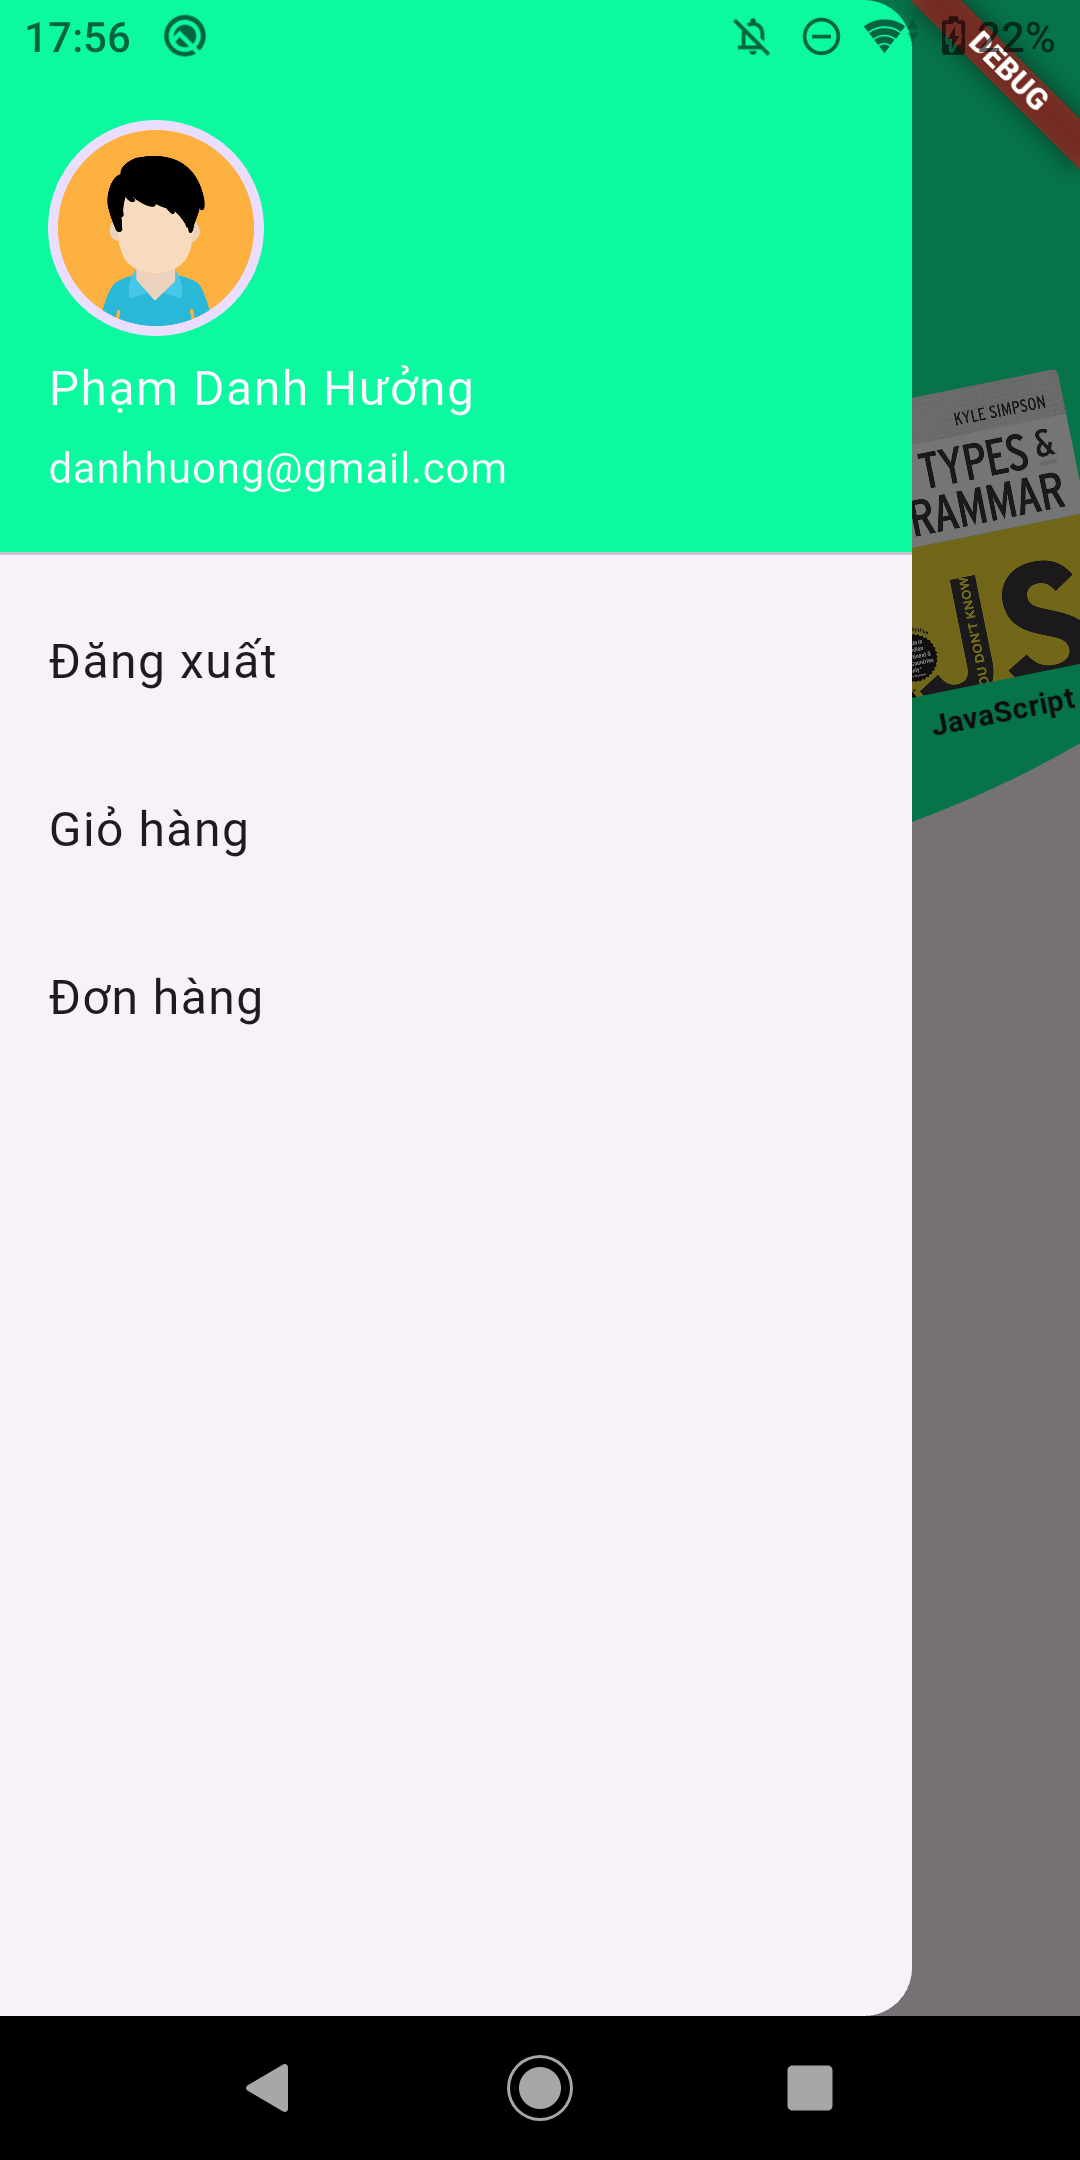 17:56
22%
DEBUG
Phạm Danh Hưởng
danhhuong@gmail.com
Đăng xuất
Giỏ hàng
Đơn hàng
KYLE SIMPSON
TYPES &
RAMMAR
OU DON'T KNOW
JS
JavaScript